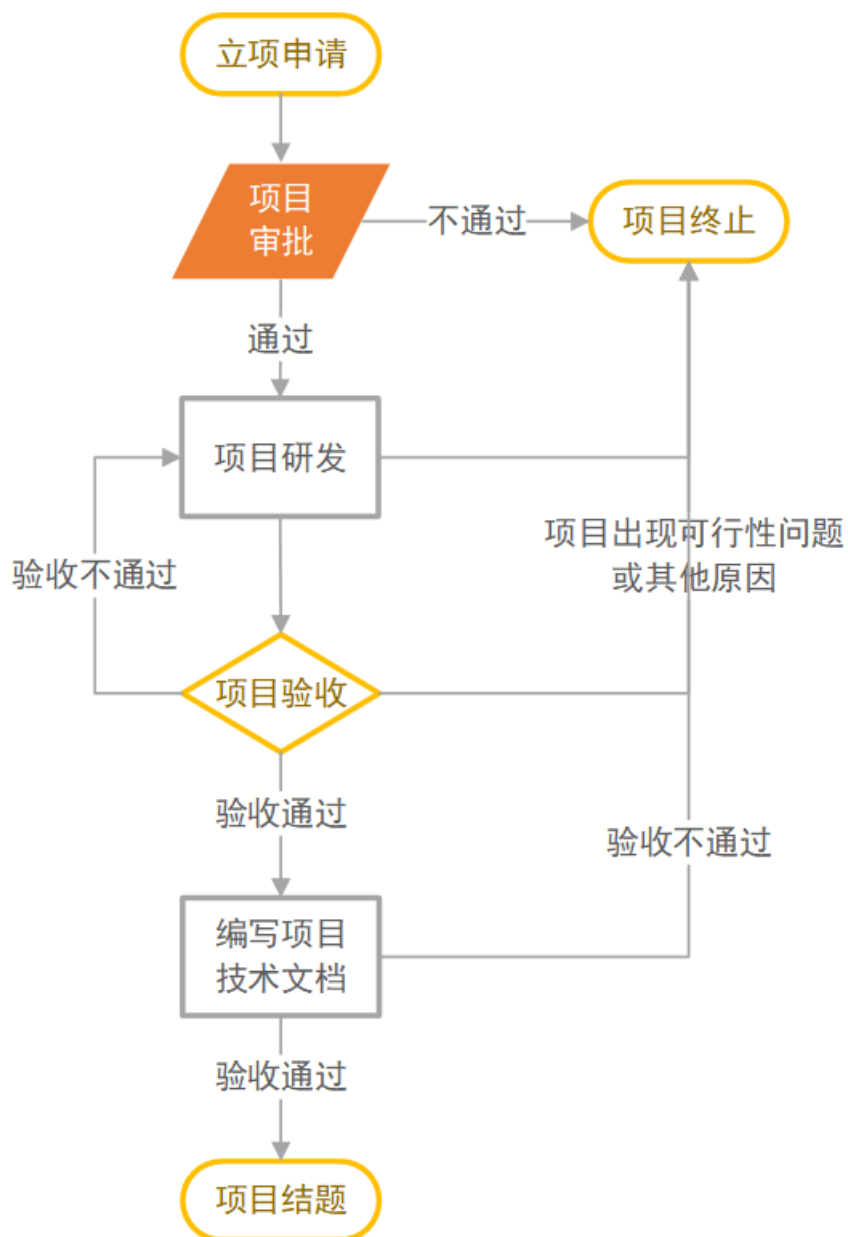 立项申请
项目
审批
不通过
项目终止
通过
项目研发
项目出现可行性问题
或其他原因
验收不通过
项目验收
验收通过
验收不通过
编写项目
技术文档
验收通过
项目结题